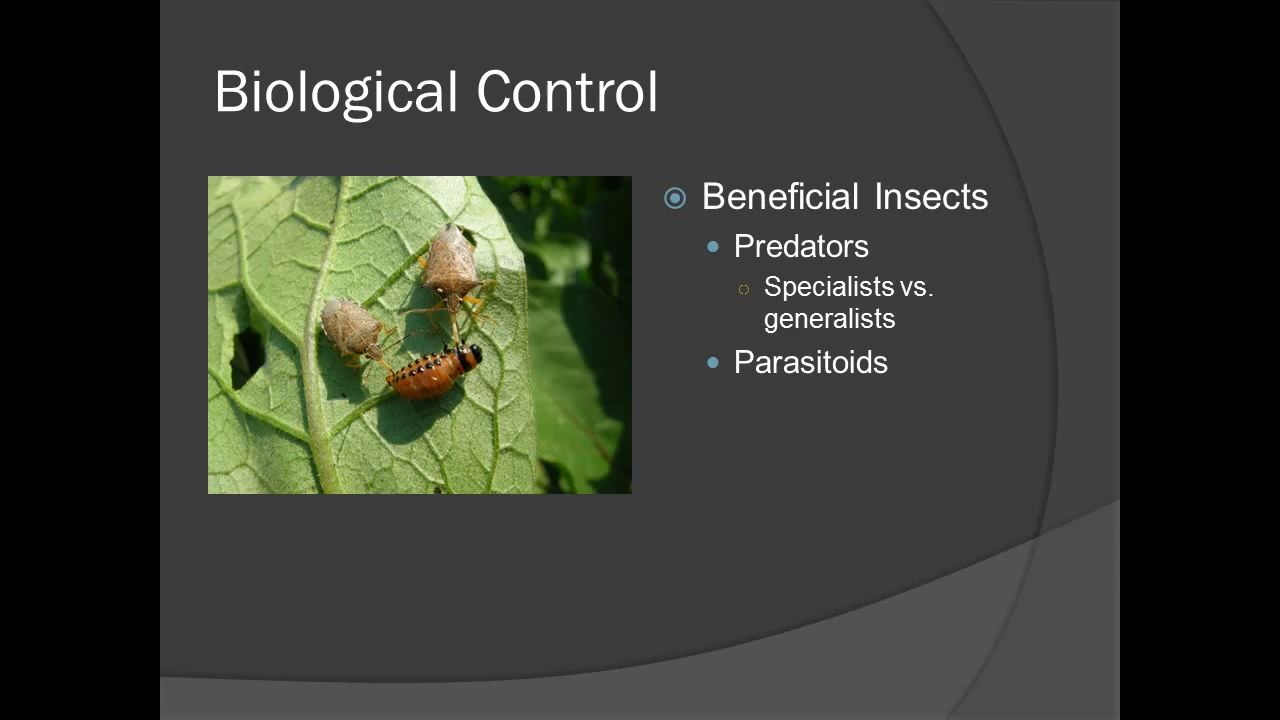 Biological Control
Beneficial Insects
Predators
Specialists vs.
generalists
Parasitoids